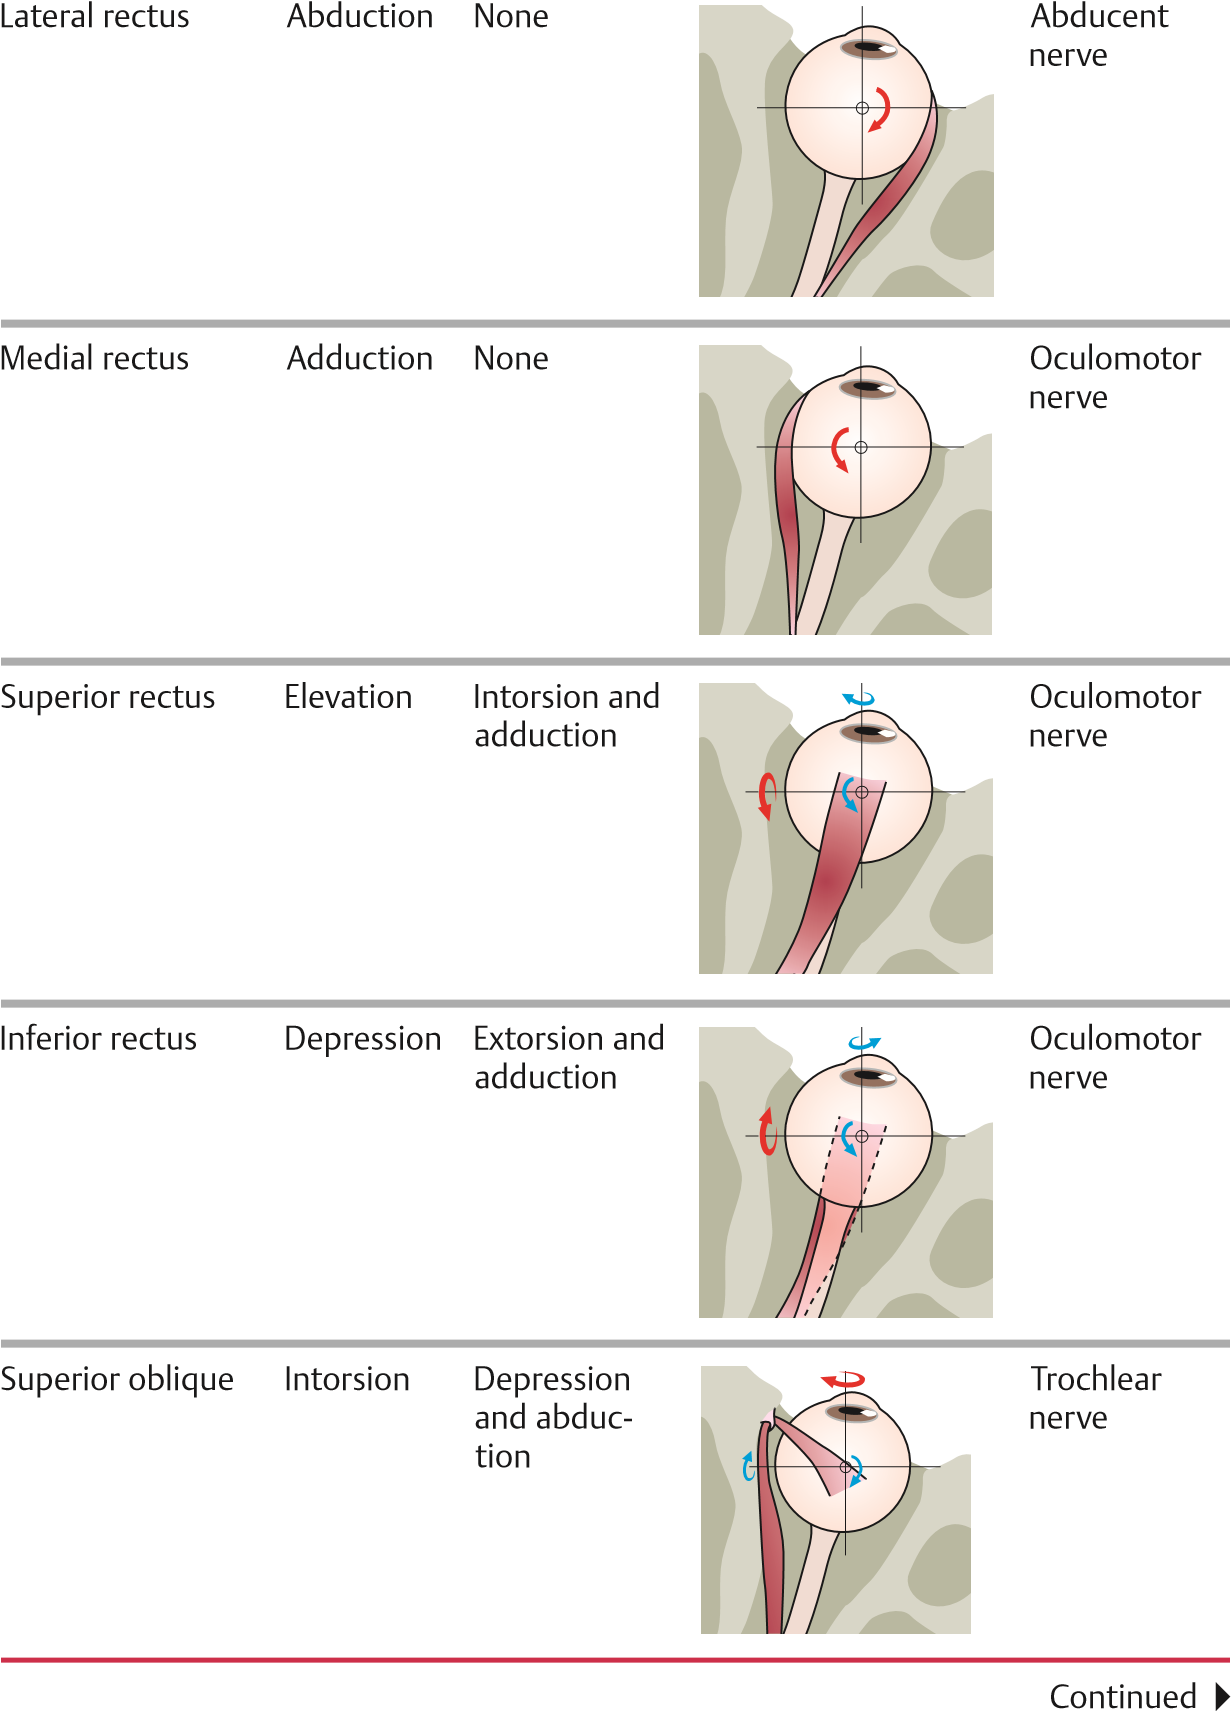 Lateral rectus Abduction None Abducent
nerve
Medial rectus Adduction None Oculomotor
nerve
Superior rectus Elevation Intorsion and Oculomotor
adduction nerve
Inferior rectus Depression Extorsion and Oculomotor
adduction nerve
Superior oblique Intorsion Depression Trochlear
and abduc- nerve
tion
Continued